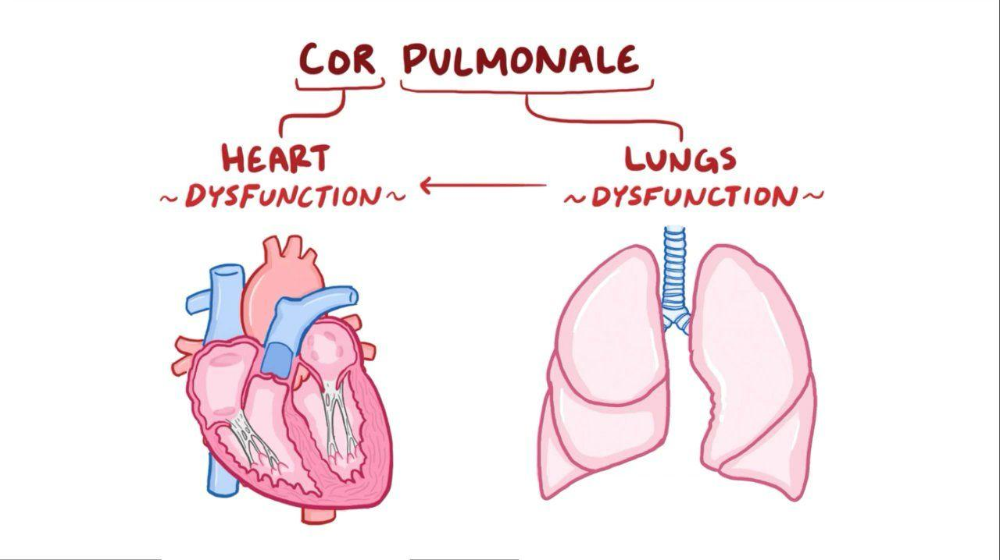 COR PULMONALE
HEART
~DYSFUNCTION~
LUNGS
~DYSFUNCTION~